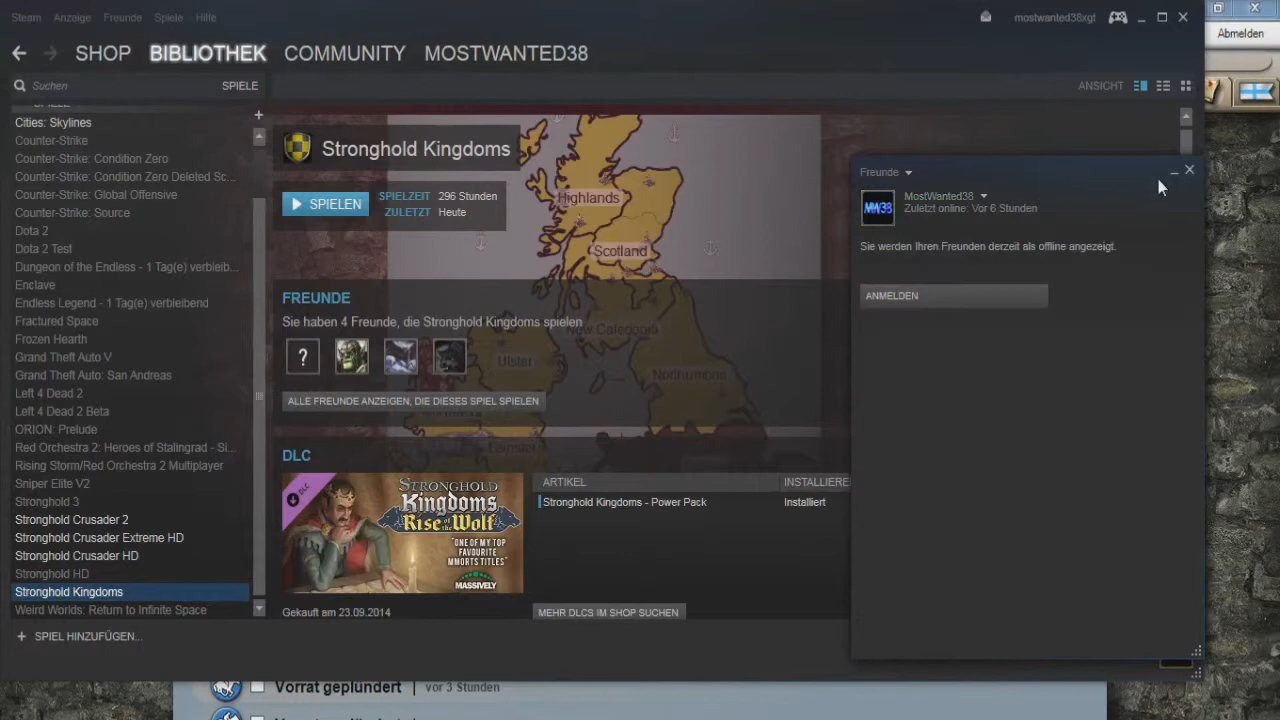 Steam Anzeige Freunde Spiele Hilfe
mostwanted38xgt
Abmelden
SHOP BIBLIOTHEK COMMUNITY MOSTWANTED38
Suchen SPIELE
ANSICHT
Cities: Skylines
Counter-Strike
Counter-Strike: Condition Zero
Counter-Strike: Condition Zero Deleted Sc...
Counter-Strike: Global Offensive
Counter-Strike: Source
Dota 2
Dota 2 Test
Dungeon of the Endless - 1 Tag(e) verbleib...
Enclave
Endless Legend - 1 Tag(e) verbleibend
Fractured Space
Frozen Hearth
Grand Theft Auto V
Grand Theft Auto: San Andreas
Left 4 Dead 2
Left 4 Dead 2 Beta
ORION: Prelude
Red Orchestra 2: Heroes of Stalingrad - Si...
Rising Storm/Red Orchestra 2 Multiplayer
Sniper Elite V2
Stronghold 3
Stronghold Crusader 2
Stronghold Crusader Extreme HD
Stronghold Crusader HD
Stronghold HD
Stronghold Kingdoms
Weird Worlds: Return to Infinite Space
+ SPIEL HINZUFÜGEN...
Stronghold Kingdoms
SPIELEN
SPIELZEIT 296 Stunden
ZULETZT Heute
Highlands
Scotland
New Caledonia
Ulster
Northumbria
FREUNDE
Sie haben 4 Freunde, die Stronghold Kingdoms spielen
?
ALLE FREUNDE ANZEIGEN, DIE DIESES SPIEL SPIELEN
DLC
DLC
STRONGHOLD
Kingdoms
Rise of the Wolf
"ONE OF MY TOP
FAVOURITE
MMORTS TITLES"
MASSIVELY
Gekauft am 23.09.2014
ARTIKEL INSTALLIERE
Stronghold Kingdoms - Power Pack Installiert
MEHR DLCS IM SHOP SUCHEN
Freunde
MW38
MostWanted38
Zuletzt online: Vor 6 Stunden
Sie werden Ihren Freunden derzeit als offline angezeigt.
ANMELDEN
Vorrat geplündert | vor 3 Stunden